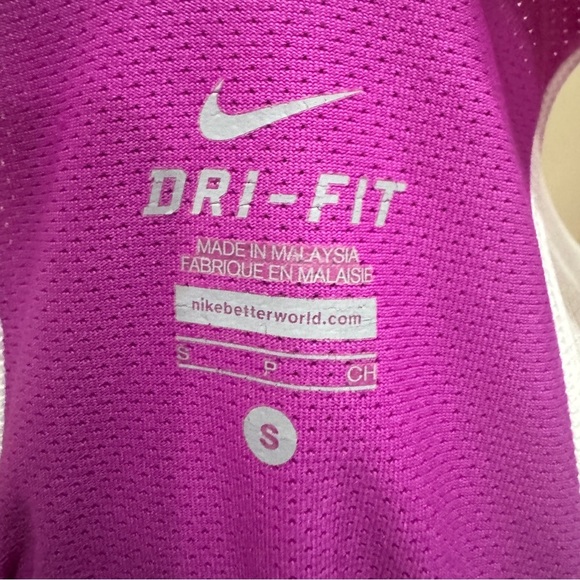 DRI-FIT
MADE IN MALAYSIA
FABRIQUE EN MALAISIE
nikebetterworld.com
S P CH
S